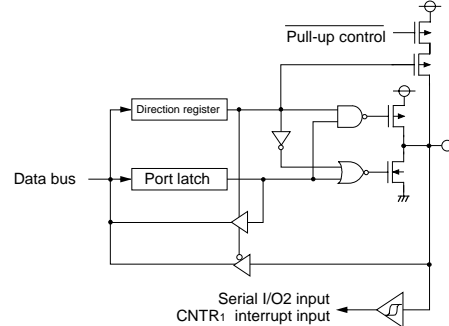 Pull-up control
Direction register
Data bus
Port latch
Serial I/O2 input
CNTR1 interrupt input